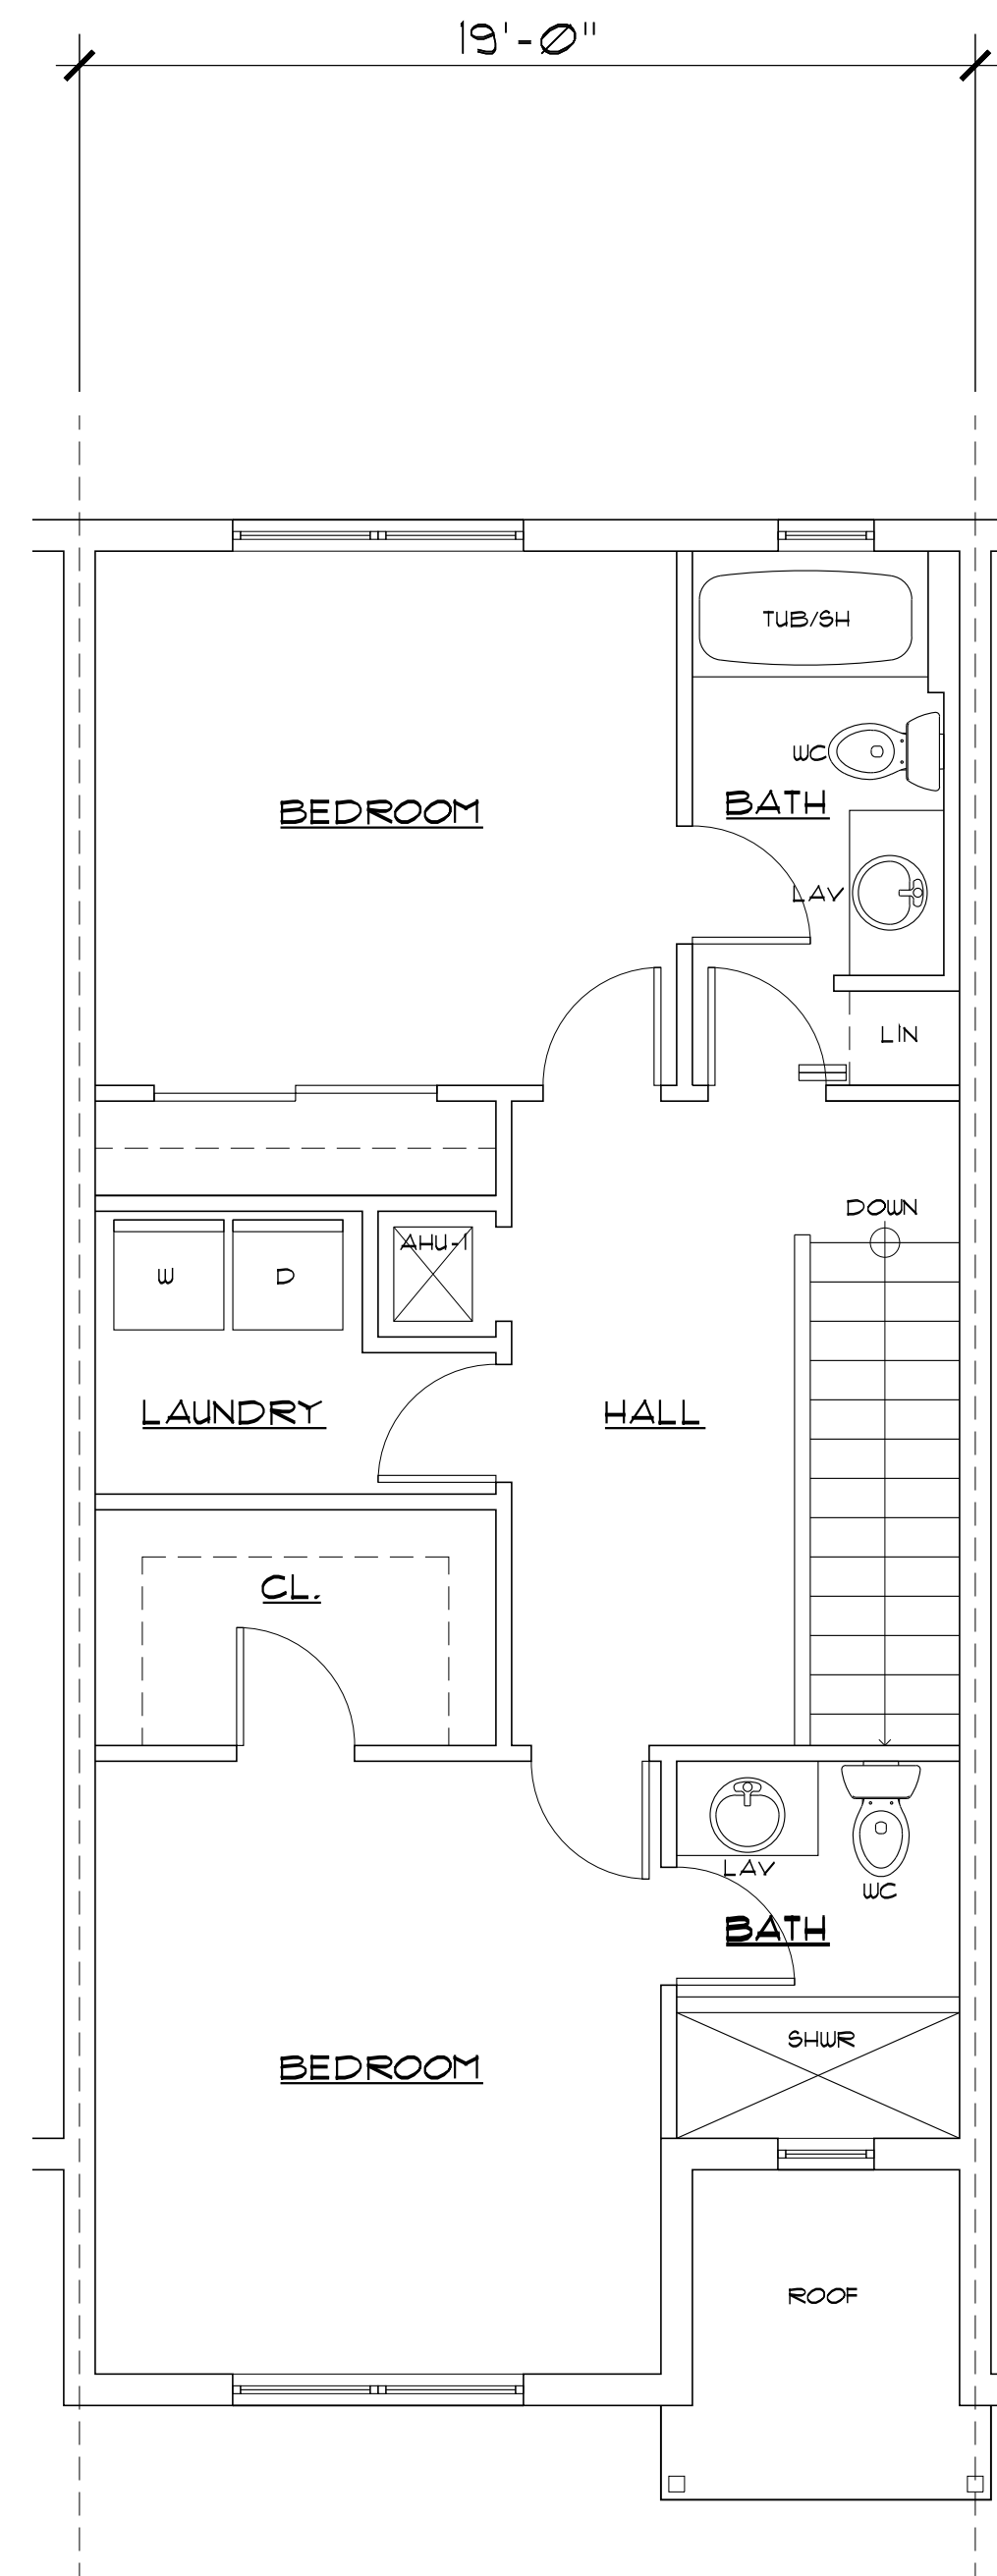 19'-0"
TUB/SH
WC
BEDROOM
BATH
LAV
LIN
DOWN
AHU-1
W
D
LAUNDRY
HALL
CL.
LAV
WC
BATH
SHWR
BEDROOM
ROOF